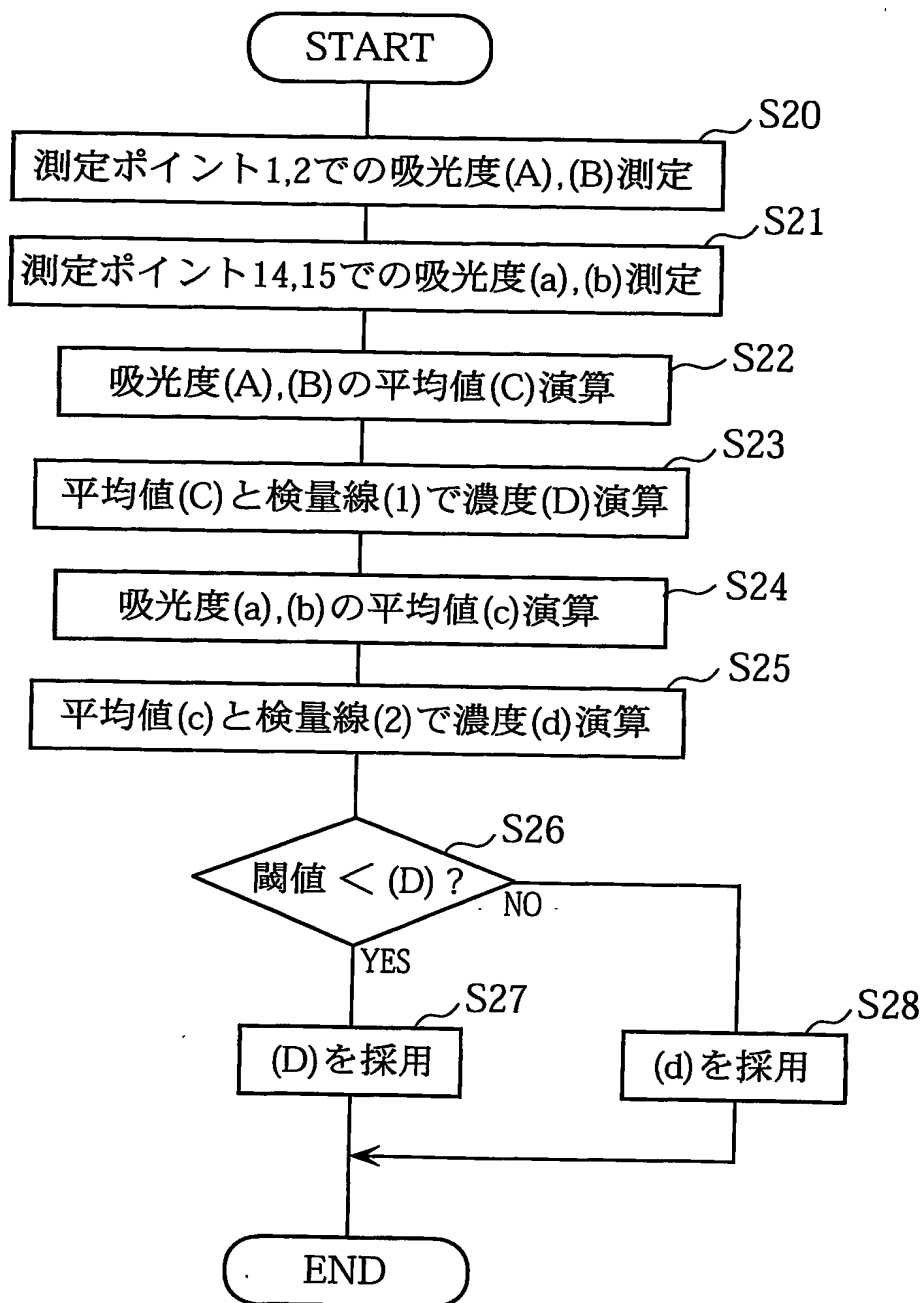 START
S20
測定ポイント1,2での吸光度(A),(B)測定
S21
測定ポイント14,15での吸光度(a),(b)測定
S22
吸光度(A),(B)の平均値(C)演算
S23
平均値(C)と検量線(1)で濃度(D)演算
S24
吸光度(a),(b)の平均値(c)演算
S25
平均値(c)と検量線(2)で濃度(d)演算
S26
閾値 < (D) ?
NO
YES
S27
(D)を採用
S28
(d)を採用
END